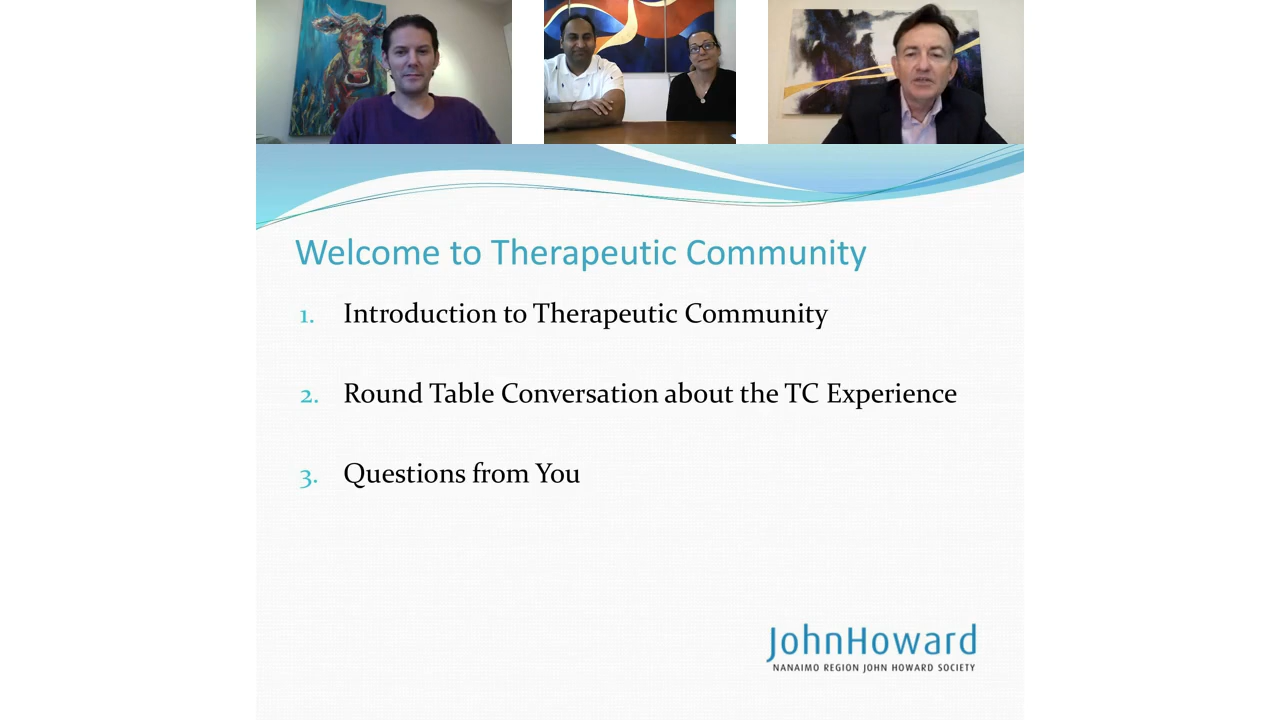 Welcome to Therapeutic Community
1. Introduction to Therapeutic Community
2. Round Table Conversation about the TC Experience
3. Questions from You
JohnHoward
NANAIMO REGION JOHN HOWARD SOCIETY